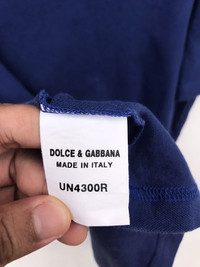 DOLCE & GABBANA
MADE IN ITALY
UN4300R